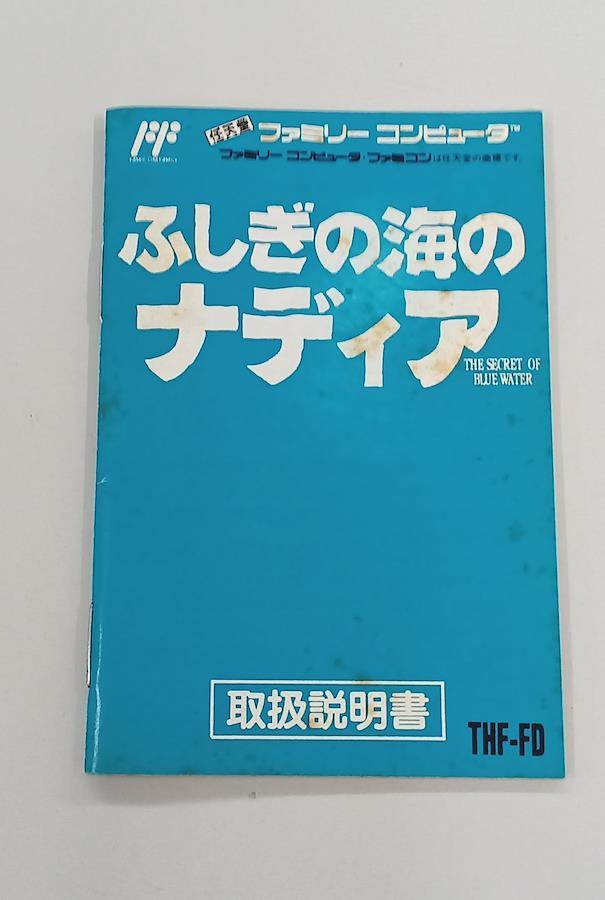 任天堂 ファミリー コンピュータ™
ファミリー コンピュータ・ファミコンは任天堂の商標です。
ふしぎの海の
ナディア
THE SECRET OF
BLUE WATER
取扱説明書
THF-FD